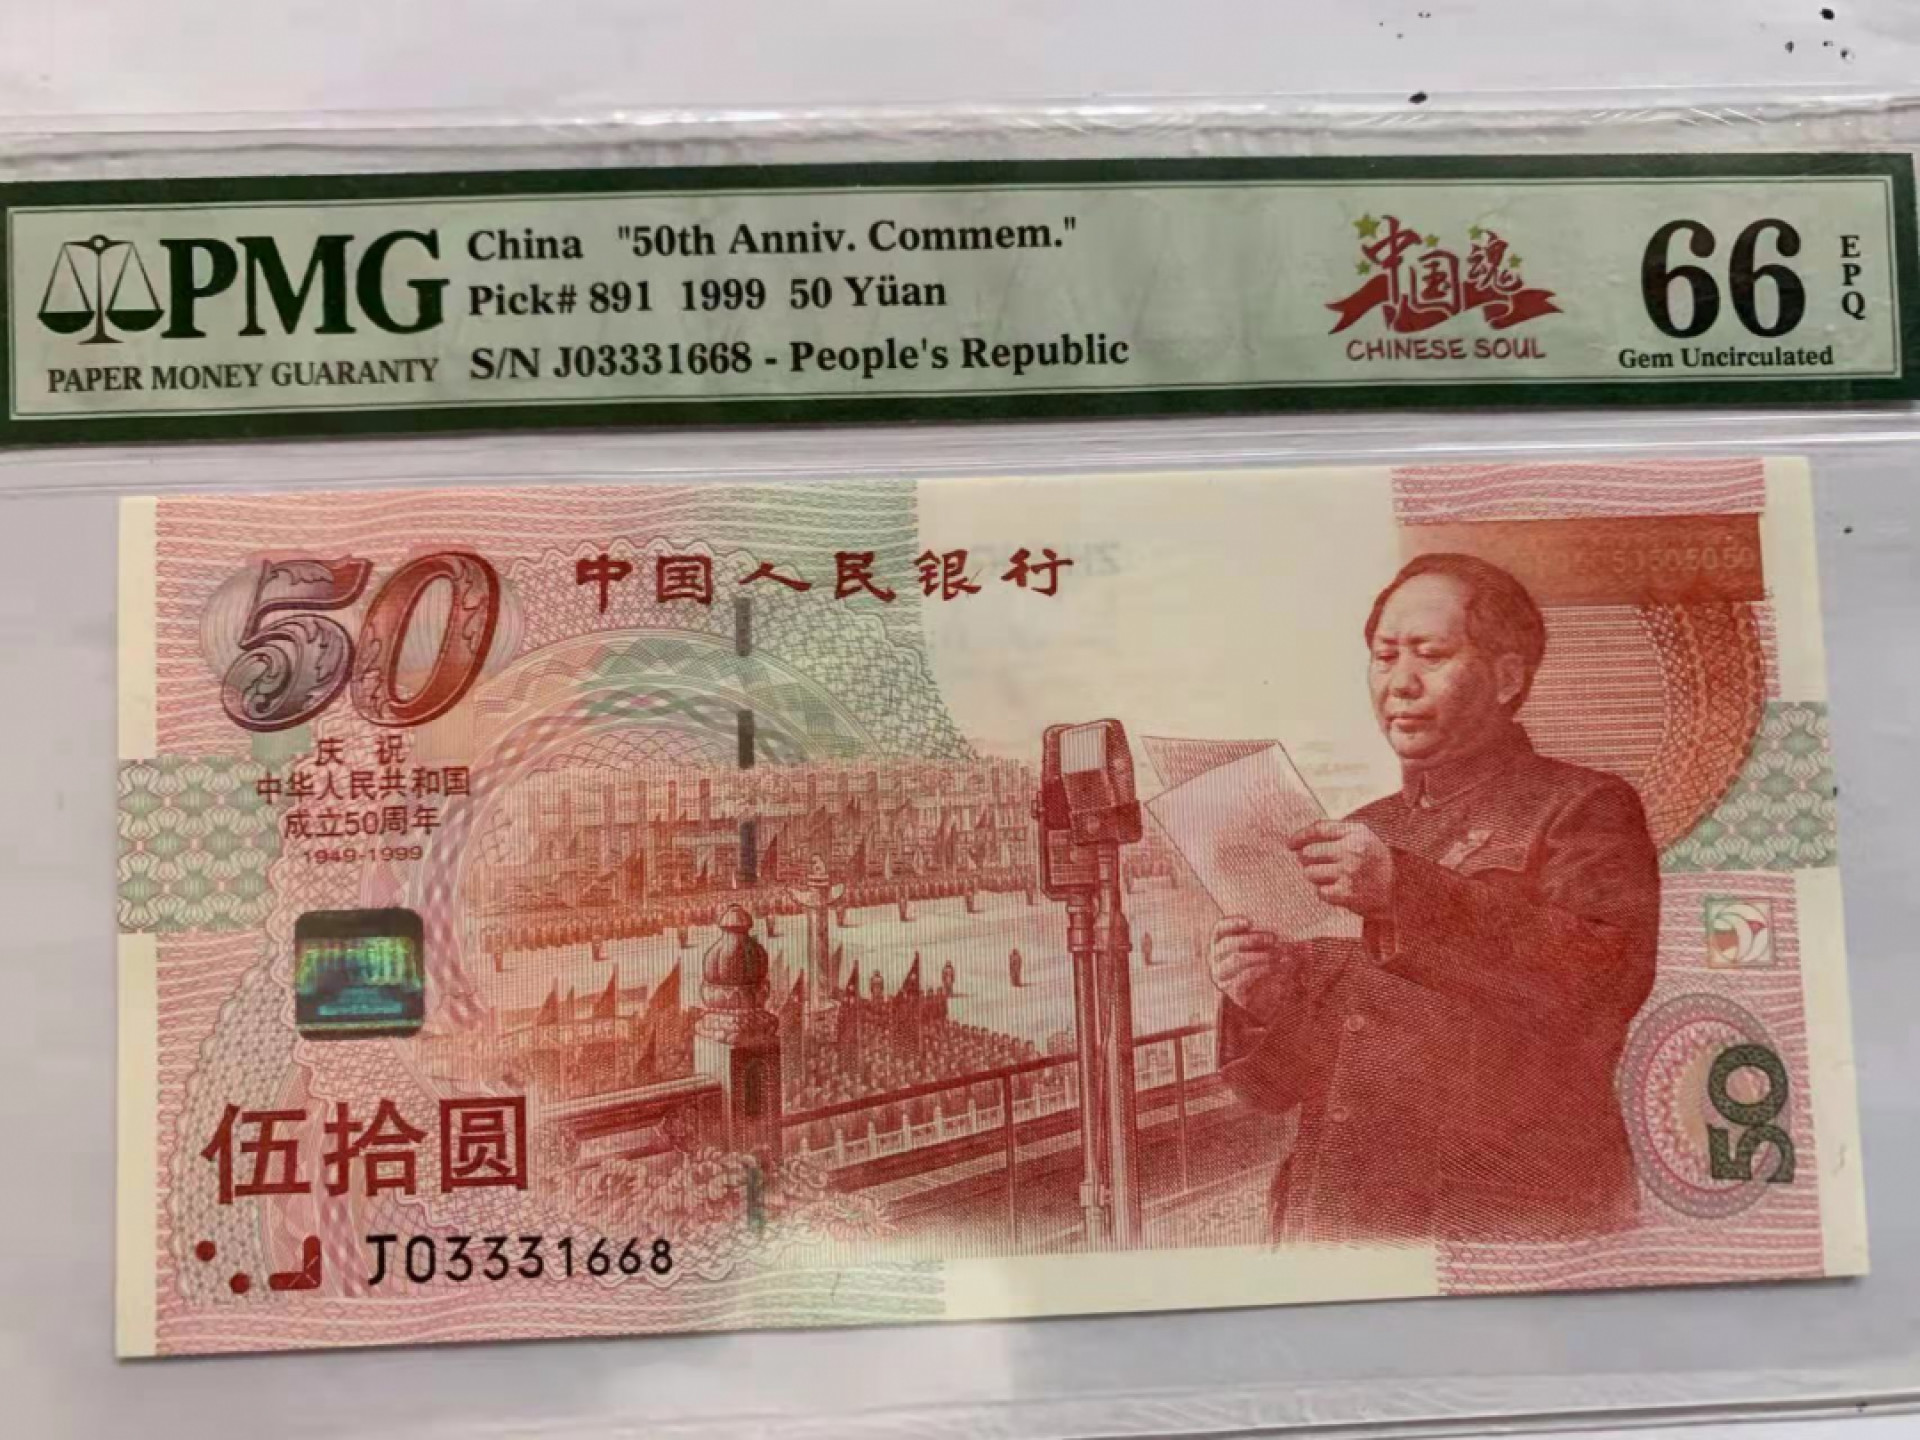 PMG
PAPER MONEY GUARANTY
China "50th Anniv. Commem."
Pick# 891 1999 50 Yüan
S/N J03331668 - People's Republic
中国魂
CHINESE SOUL
66
EPQ
Gem Uncirculated
50
中国人民银行
庆祝
中华人民共和国
成立50周年
1949-1999
伍拾圆
J03331668
50